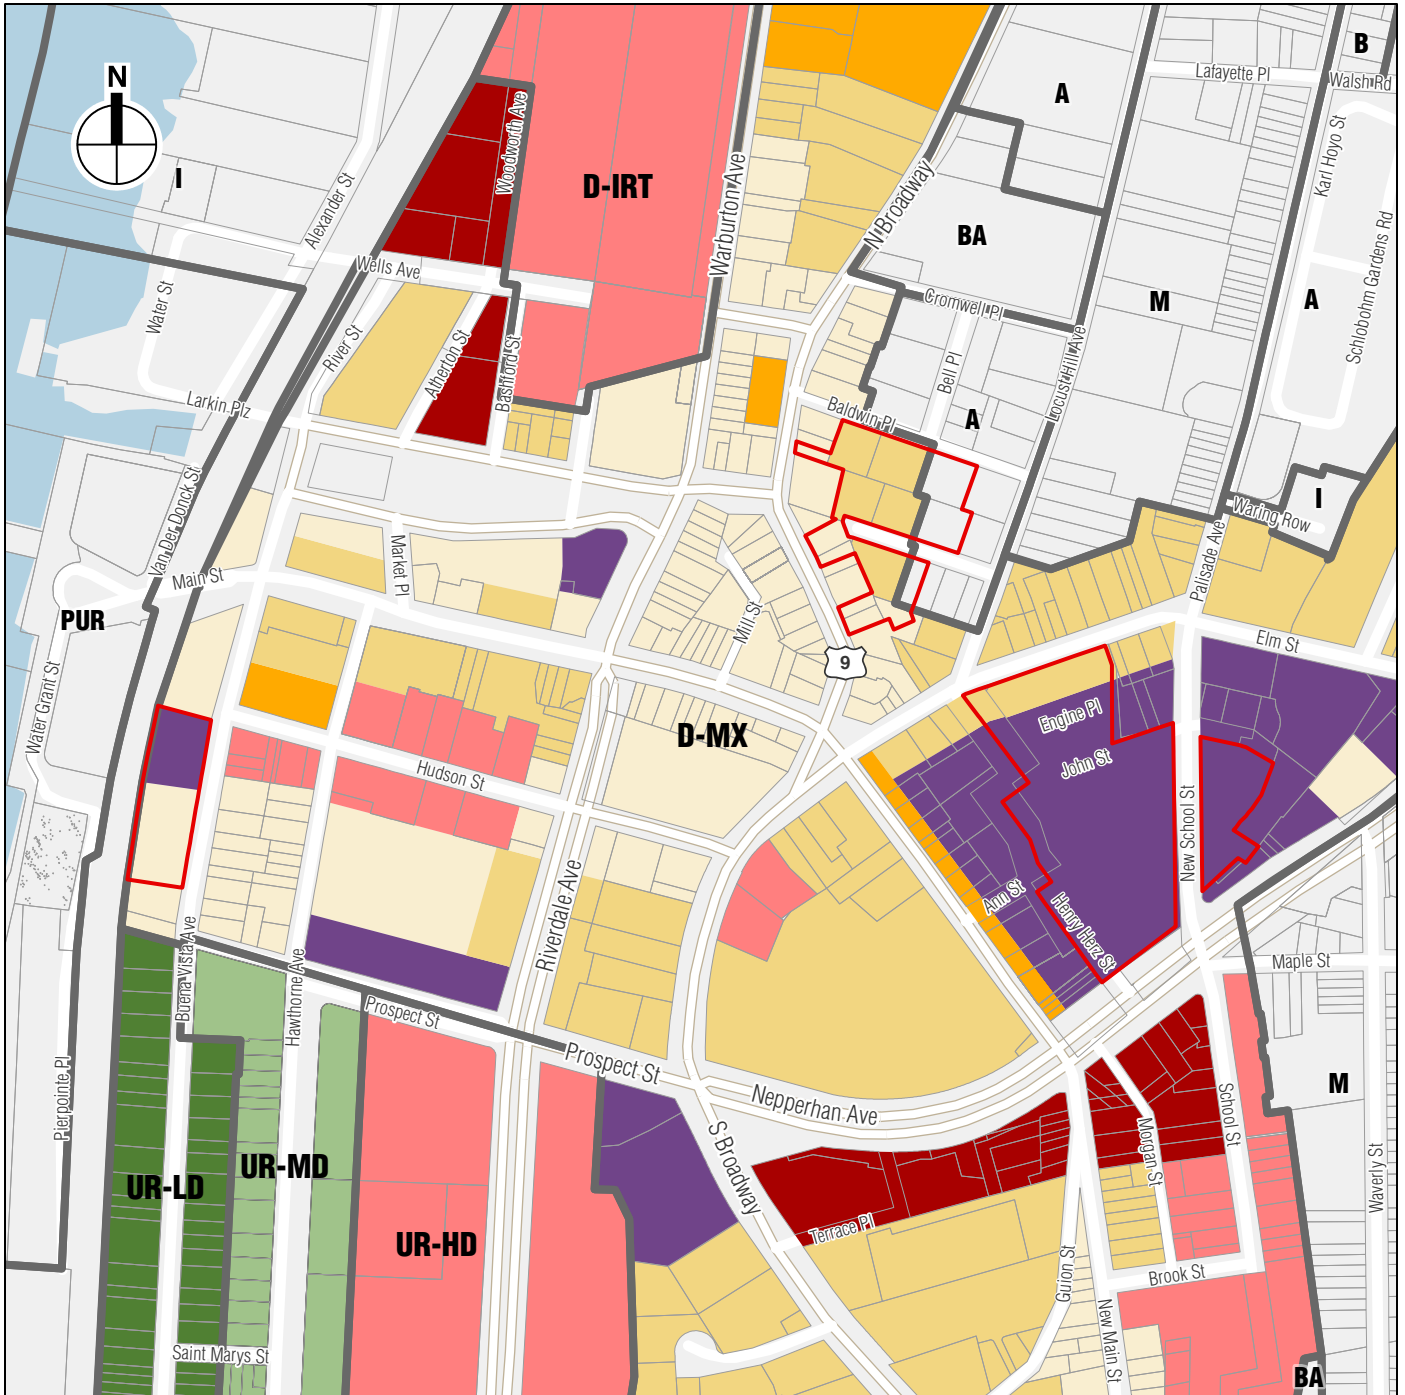 N
B
Lafayette Pl
Walsh Rd
A
Karl Hoyo St
Woodworth Ave
I
D-IRT
Warburton Ave
N Broadway
Alexander St
BA
Schlobohm Gardens Rd
Wells Ave
Water St
Cromwell Pl
M
A
River St
Atherton St
Bashford St
Bell Pl
Locust Hill Ave
Larkin Plz
Baldwin Pl
A
Van Der Donck St
I
Waring Row
Market Pl
Palisade Ave
Main St
PUR
Mill St
Elm St
9
Water Grant St
D-MX
Engine Pl
John St
Hudson St
New School St
Riverdale Ave
Ann St
Henry Herz St
Buena Vista Ave
Hawthorne Ave
Maple St
Prospect St
Prospect St
Nepperhan Ave
Pierpointe Pl
M
School St
S Broadway
Morgan St
UR-MD
UR-LD
Waverly St
Terrace Pl
UR-HD
Guion St
Brook St
New Main St
Saint Marys St
BA